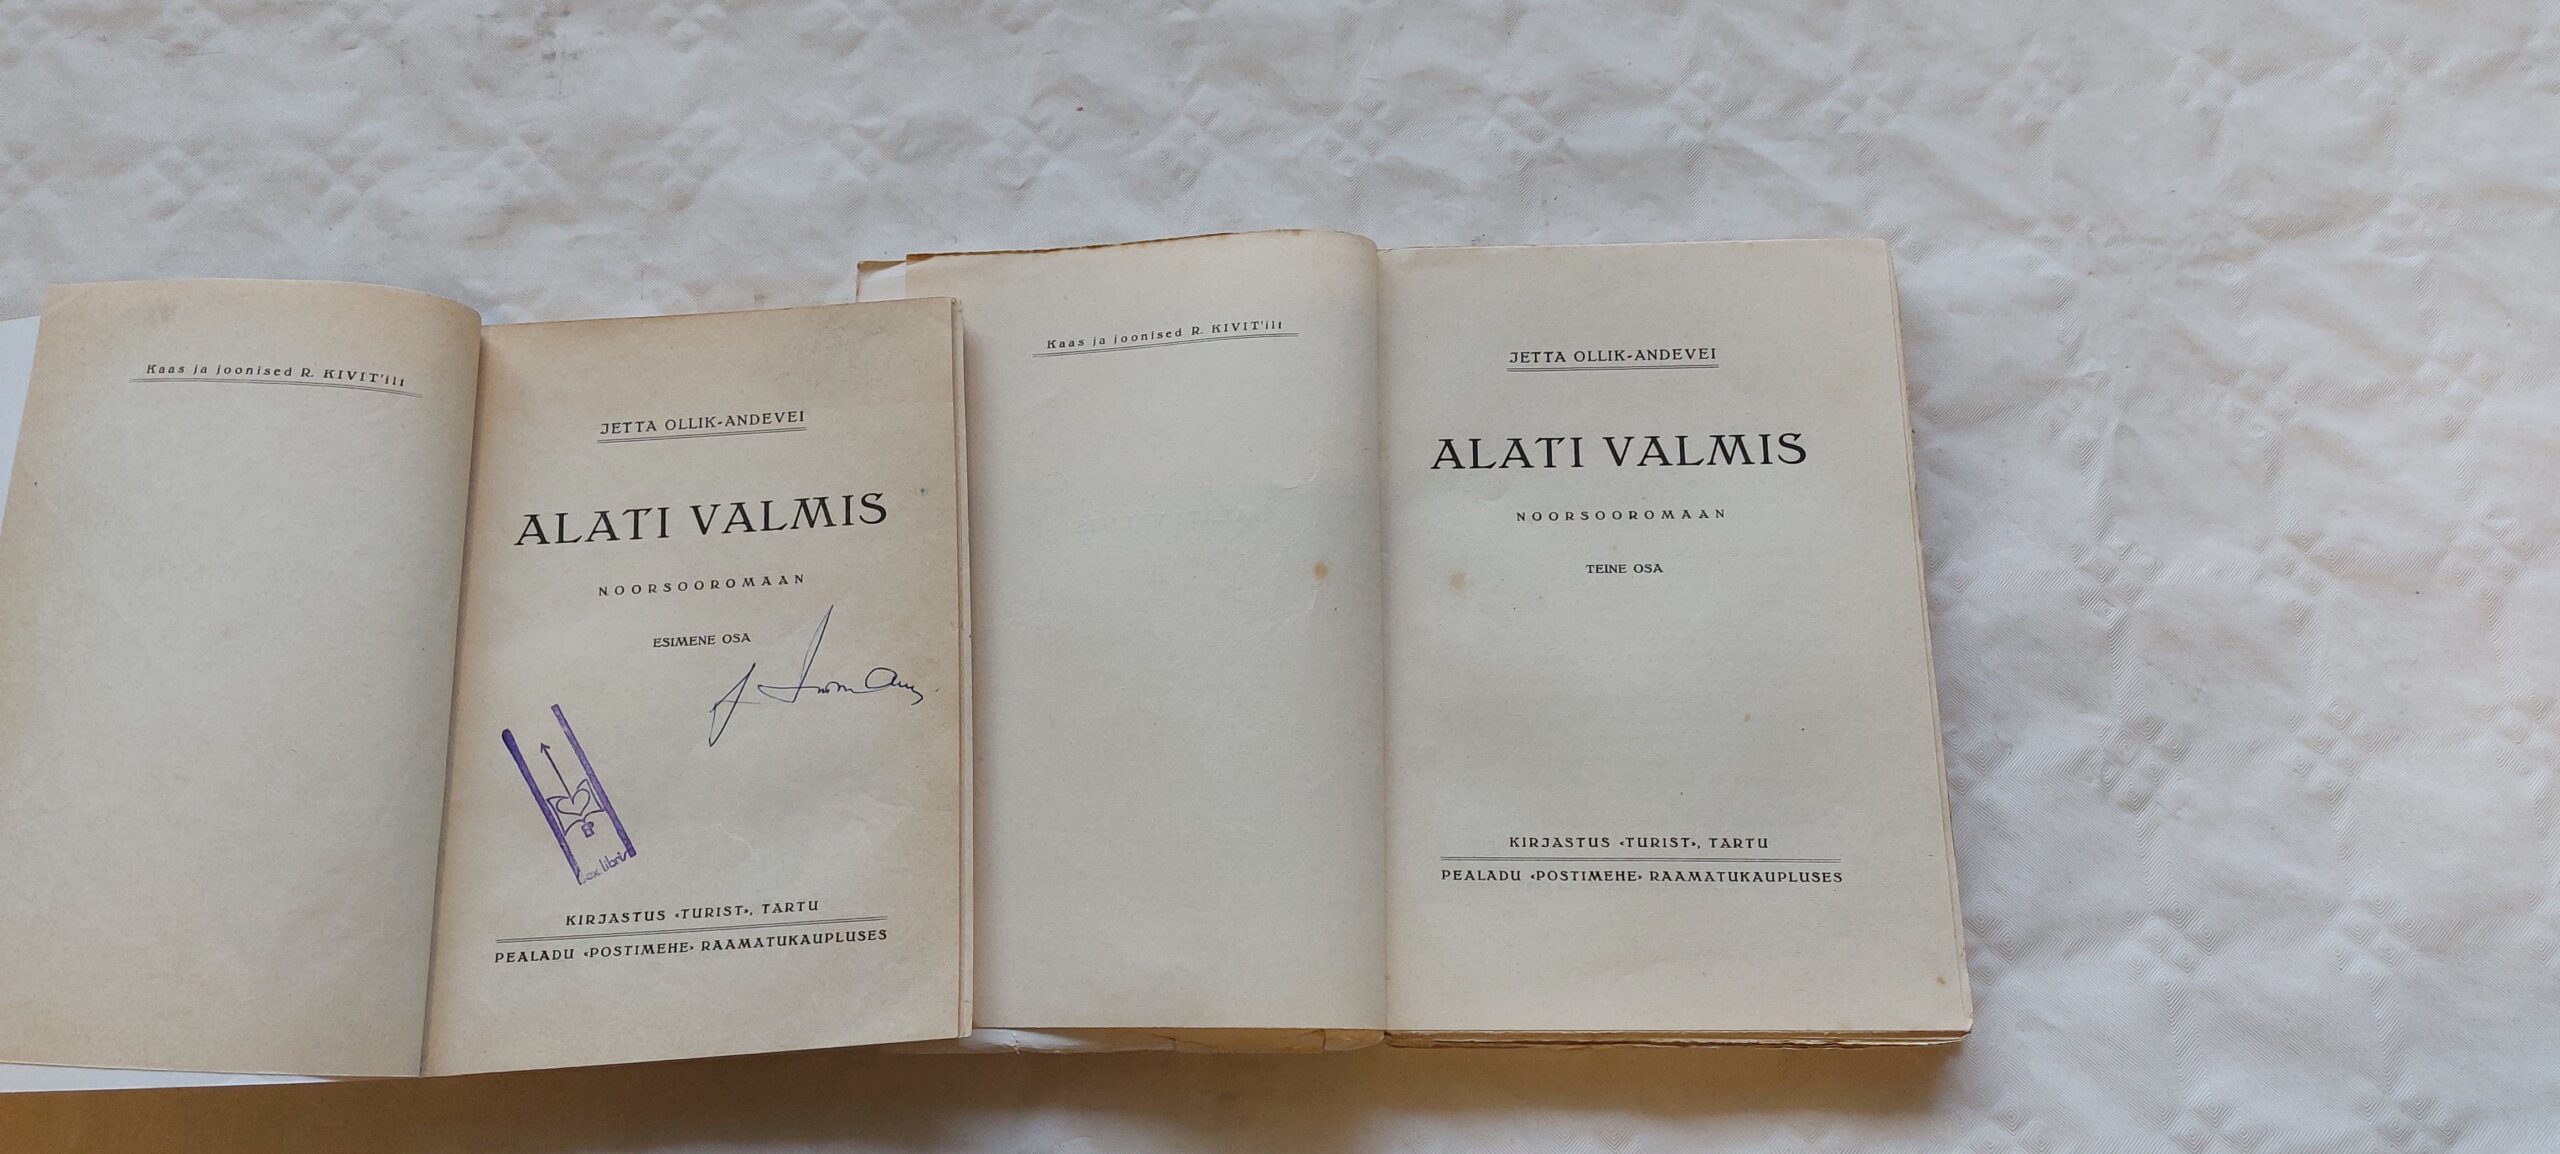 Kaas ja joonised R. KIVIT'ilt
JETTA OLLIK-ANDEVEI
ALATI VALMIS
NOORSOOROMAAN
ESIMENE OSA
ex libris
KIRJASTUS «TURIST», TARTU
PEALADU «POSTIMEHE» RAAMATUKAUPLUSES
Kaas ja joonised R. KIVIT'ilt
JETTA OLLIK-ANDEVEI
ALATI VALMIS
NOORSOOROMAAN
TEINE OSA
KIRJASTUS «TURIST», TARTU
PEALADU «POSTIMEHE» RAAMATUKAUPLUSES